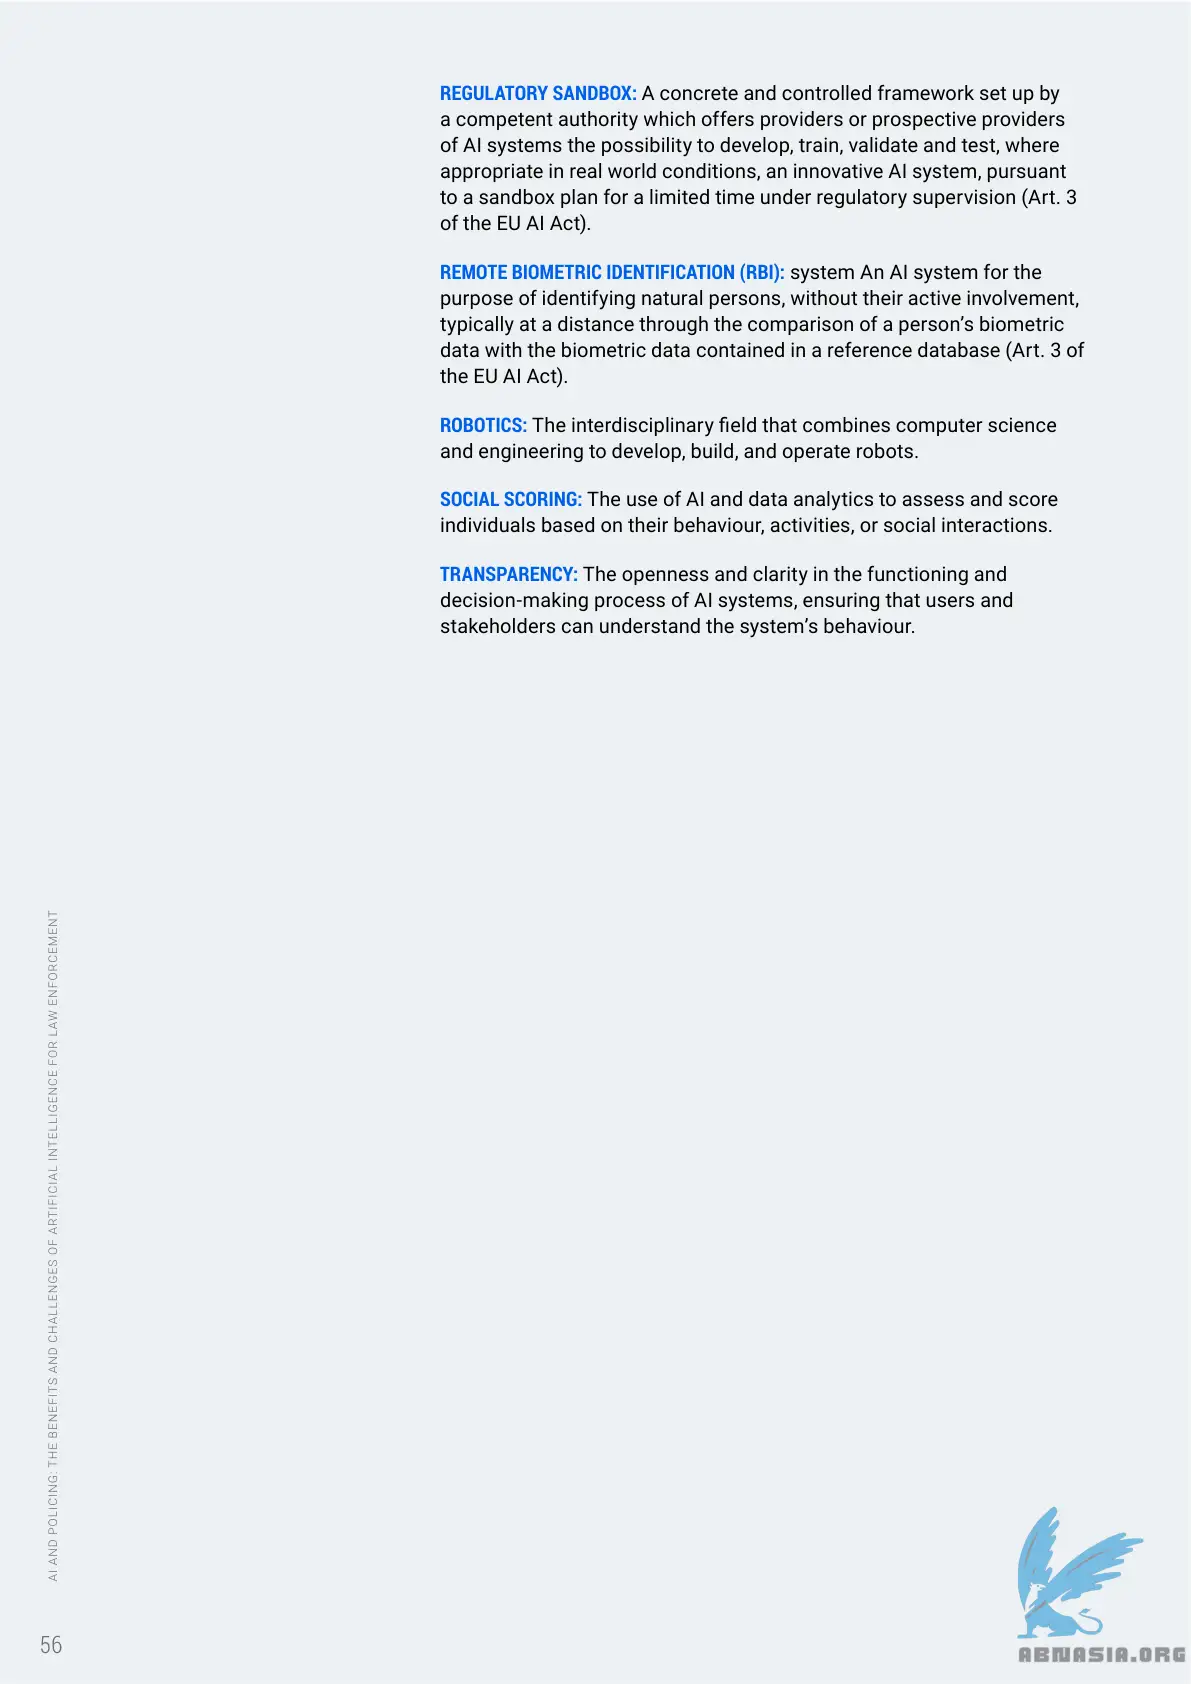 REGULATORY SANDBOX: A concrete and controlled framework set up by
a competent authority which offers providers or prospective providers
of AI systems the possibility to develop, train, validate and test, where
appropriate in real world conditions, an innovative AI system, pursuant
to a sandbox plan for a limited time under regulatory supervision (Art. 3
of the EU AI Act).
REMOTE BIOMETRIC IDENTIFICATION (RBI): system An AI system for the
purpose of identifying natural persons, without their active involvement,
typically at a distance through the comparison of a person’s biometric
data with the biometric data contained in a reference database (Art. 3 of
the EU AI Act).
ROBOTICS: The interdisciplinary field that combines computer science
and engineering to develop, build, and operate robots.
SOCIAL SCORING: The use of AI and data analytics to assess and score
individuals based on their behaviour, activities, or social interactions.
TRANSPARENCY: The openness and clarity in the functioning and
decision-making process of AI systems, ensuring that users and
stakeholders can understand the system’s behaviour.
AI AND POLICING: THE BENEFITS AND CHALLENGES OF ARTIFICIAL INTELLIGENCE FOR LAW ENFORCEMENT
56
ABNASIA.ORG